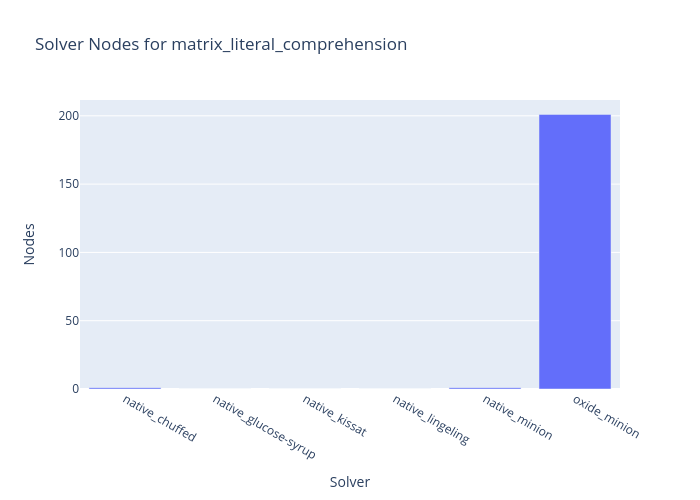 Solver Nodes for matrix_literal_comprehension
200
150
100
50
0
Nodes
native_chuffed
native_glucose-syrup
native_kissat
native_lingeling
native_minion
oxide_minion
Solver